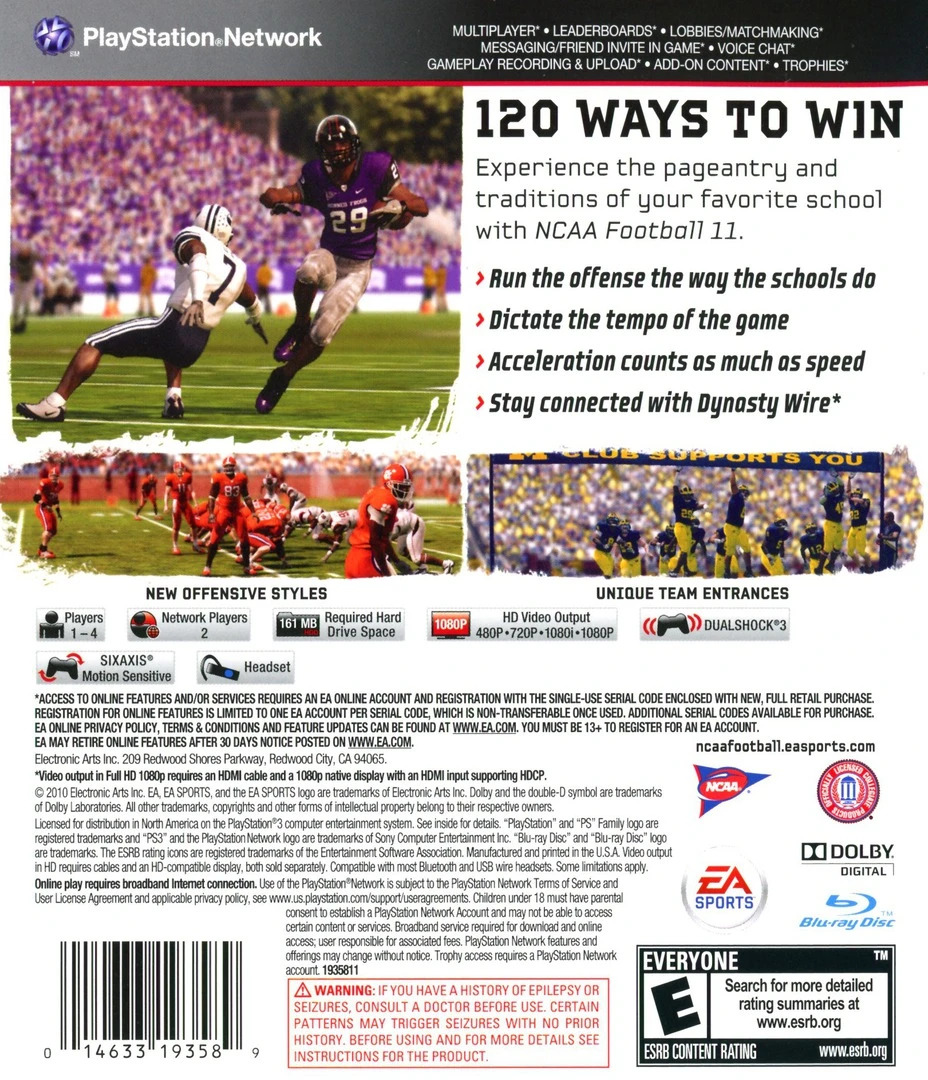 PlayStation®Network
SM
MULTIPLAYER* • LEADERBOARDS* • LOBBIES/MATCHMAKING*
MESSAGING/FRIEND INVITE IN GAME* • VOICE CHAT*
GAMEPLAY RECORDING & UPLOAD* • ADD-ON CONTENT* • TROPHIES*
120 WAYS TO WIN
Experience the pageantry and
traditions of your favorite school
with NCAA Football 11.
› Run the offense the way the schools do
› Dictate the tempo of the game
› Acceleration counts as much as speed
› Stay connected with Dynasty Wire*
HORNED FROGS
29
7
83
M CLUB SUPPORTS YOU
NEW OFFENSIVE STYLES
UNIQUE TEAM ENTRANCES
Players
1 – 4
Network Players
2
161 MB
Required Hard
Drive Space
1080P
HD Video Output
480P • 720P • 1080i • 1080P
DUALSHOCK®3
SIXAXIS®
Motion Sensitive
Headset
*ACCESS TO ONLINE FEATURES AND/OR SERVICES REQUIRES AN EA ONLINE ACCOUNT AND REGISTRATION WITH THE SINGLE-USE SERIAL CODE ENCLOSED WITH NEW, FULL RETAIL PURCHASE.
REGISTRATION FOR ONLINE FEATURES IS LIMITED TO ONE EA ACCOUNT PER SERIAL CODE, WHICH IS NON-TRANSFERABLE ONCE USED. ADDITIONAL SERIAL CODES AVAILABLE FOR PURCHASE.
EA ONLINE PRIVACY POLICY, TERMS & CONDITIONS AND FEATURE UPDATES CAN BE FOUND AT WWW.EA.COM. YOU MUST BE 13+ TO REGISTER FOR AN EA ACCOUNT.
EA MAY RETIRE ONLINE FEATURES AFTER 30 DAYS NOTICE POSTED ON WWW.EA.COM.
Electronic Arts Inc. 209 Redwood Shores Parkway, Redwood City, CA 94065.
*Video output in Full HD 1080p requires an HDMI cable and a 1080p native display with an HDMI input supporting HDCP.
© 2010 Electronic Arts Inc. EA, EA SPORTS, and the EA SPORTS logo are trademarks of Electronic Arts Inc. Dolby and the double-D symbol are trademarks
of Dolby Laboratories. All other trademarks, copyrights and other forms of intellectual property belong to their respective owners.
Licensed for distribution in North America on the PlayStation®3 computer entertainment system. See inside for details. “PlayStation” and “PS” Family logo are
registered trademarks and “PS3” and the PlayStation Network logo are trademarks of Sony Computer Entertainment Inc. “Blu-ray Disc” and “Blu-ray Disc” logo
are trademarks. The ESRB rating icons are registered trademarks of the Entertainment Software Association. Manufactured and printed in the U.S.A. Video output
in HD requires cables and an HD-compatible display, both sold separately. Compatible with most Bluetooth and USB wire headsets. Some limitations apply.
Online play requires broadband Internet connection. Use of the PlayStation®Network is subject to the PlayStation Network Terms of Service and
User License Agreement and applicable privacy policy, see www.us.playstation.com/support/useragreements. Children under 18 must have parental
consent to establish a PlayStation Network Account and may not be able to access
certain content or services. Broadband service required for download and online
access; user responsible for associated fees. PlayStation Network features and
offerings may change without notice. Trophy access requires a PlayStation Network
account. 1935811
ncaafootball.easports.com
NCAA
OFFICIALLY LICENSED COLLEGIATE PRODUCTS
EA
SPORTS
DOLBY
DIGITAL
Blu-ray Disc
TM
0 14633 19358 9
WARNING: IF YOU HAVE A HISTORY OF EPILEPSY OR
SEIZURES, CONSULT A DOCTOR BEFORE USE. CERTAIN
PATTERNS MAY TRIGGER SEIZURES WITH NO PRIOR
HISTORY. BEFORE USING AND FOR MORE DETAILS SEE
INSTRUCTIONS FOR THE PRODUCT.
EVERYONE
TM
E
Search for more detailed
rating summaries at
www.esrb.org
ESRB CONTENT RATING
www.esrb.org